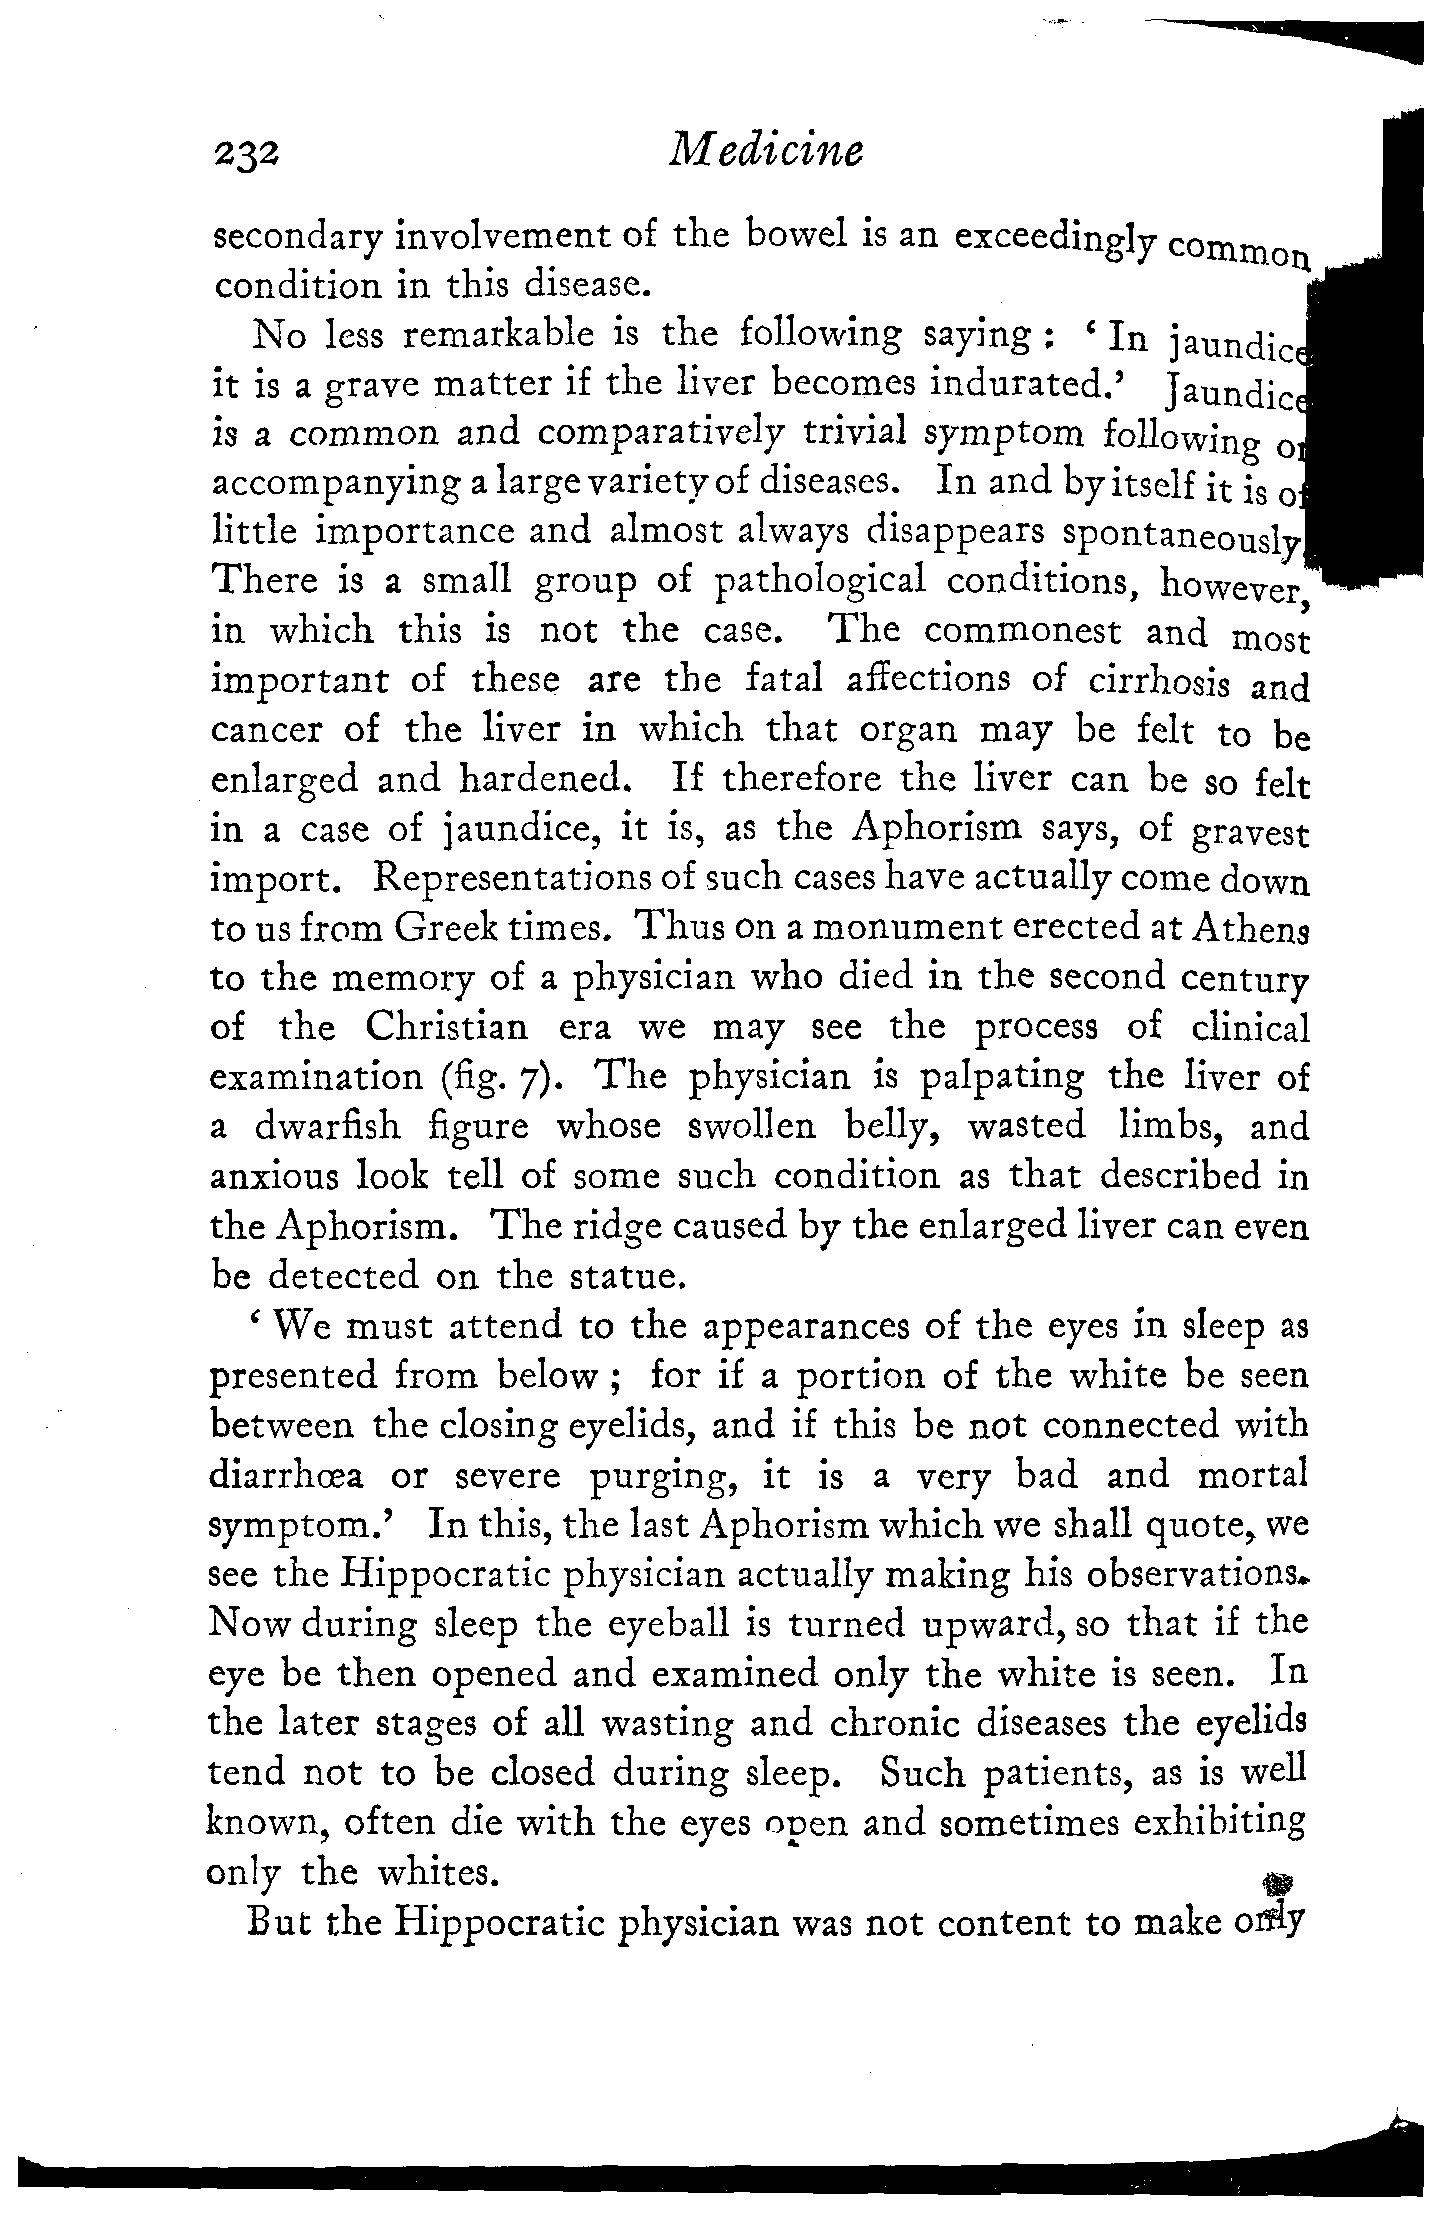 232 Medicine
secondary involvement of the bowel is an exceedingly common
condition in this disease.
No less remarkable is the following saying : ‘ In jaundice
it is a grave matter if the liver becomes indurated.’ Jaundice
is a common and comparatively trivial symptom following or
accompanying a large variety of diseases. In and by itself it is of
little importance and almost always disappears spontaneously.
There is a small group of pathological conditions, however,
in which this is not the case. The commonest and most
important of these are the fatal affections of cirrhosis and
cancer of the liver in which that organ may be felt to be
enlarged and hardened. If therefore the liver can be so felt
in a case of jaundice, it is, as the Aphorism says, of gravest
import. Representations of such cases have actually come down
to us from Greek times. Thus on a monument erected at Athens
to the memory of a physician who died in the second century
of the Christian era we may see the process of clinical
examination (fig. 7). The physician is palpating the liver of
a dwarfish figure whose swollen belly, wasted limbs, and
anxious look tell of some such condition as that described in
the Aphorism. The ridge caused by the enlarged liver can even
be detected on the statue.
‘ We must attend to the appearances of the eyes in sleep as
presented from below ; for if a portion of the white be seen
between the closing eyelids, and if this be not connected with
diarrhœa or severe purging, it is a very bad and mortal
symptom.’ In this, the last Aphorism which we shall quote, we
see the Hippocratic physician actually making his observations.
Now during sleep the eyeball is turned upward, so that if the
eye be then opened and examined only the white is seen. In
the later stages of all wasting and chronic diseases the eyelids
tend not to be closed during sleep. Such patients, as is well
known, often die with the eyes open and sometimes exhibiting
only the whites.
But the Hippocratic physician was not content to make only